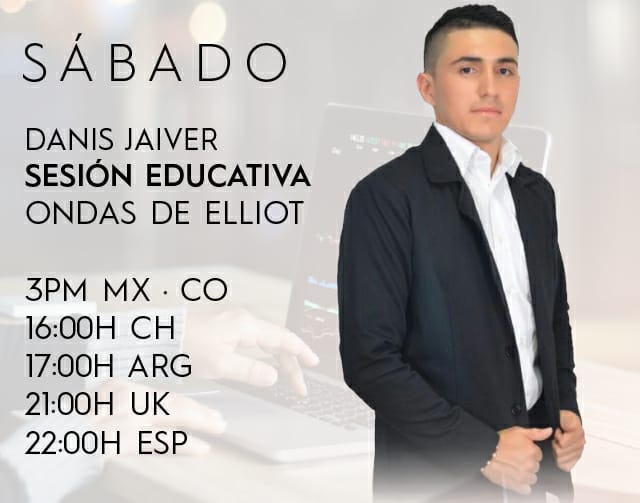 SÁBADO
DANIS JAIVER
SESIÓN EDUCATIVA
ONDAS DE ELLIOT
3PM MX · CO
16:00H CH
17:00H ARG
21:00H UK
22:00H ESP